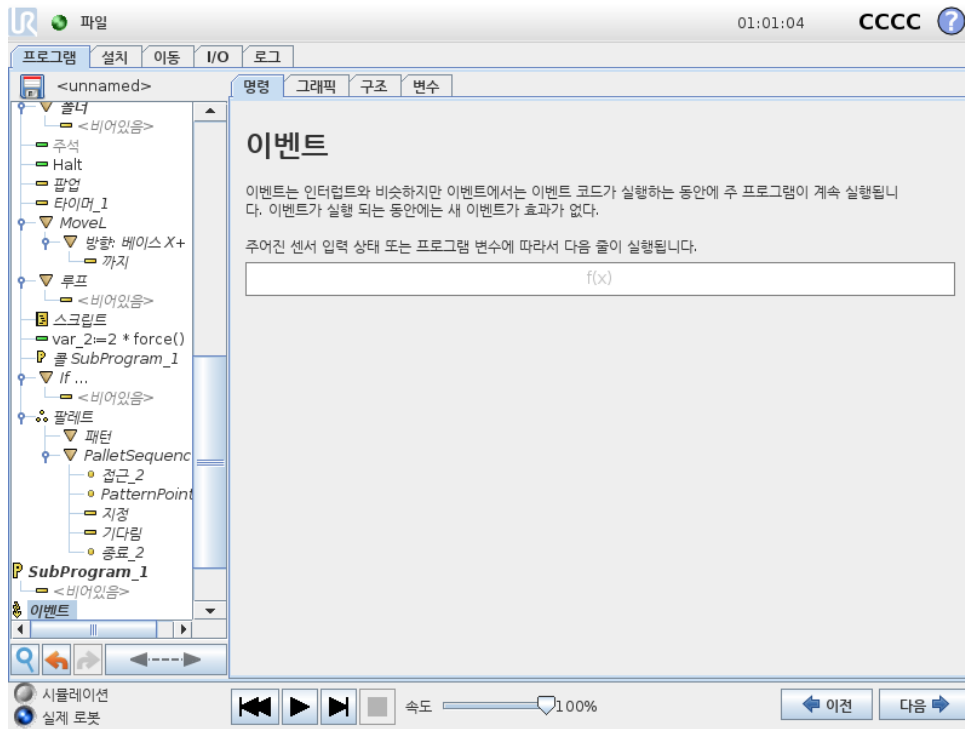 UR 파일 01:01:04 CCCC ?
프로그램 설치 이동 I/O 로그
<unnamed> 명령 그래픽 구조 변수
폴더
<비어있음>
주석
Halt
팝업
타이머_1
MoveL
방향: 베이스 X+
까지
루프
<비어있음>
스크립트
var_2:=2 * force()
콜 SubProgram_1
If ...
<비어있음>
팔레트
패턴
PalletSequenc
접근_2
PatternPoint
지정
기다림
종료_2
P SubProgram_1
<비어있음>
이벤트
이벤트
이벤트는 인터럽트와 비슷하지만 이벤트에서는 이벤트 코드가 실행하는 동안에 주 프로그램이 계속 실행됩니
다. 이벤트가 실행 되는 동안에는 새 이벤트가 효과가 없다.
주어진 센서 입력 상태 또는 프로그램 변수에 따라서 다음 줄이 실행됩니다.
f(x)
시뮬레이션
실제 로봇
속도 100%
이전 다음